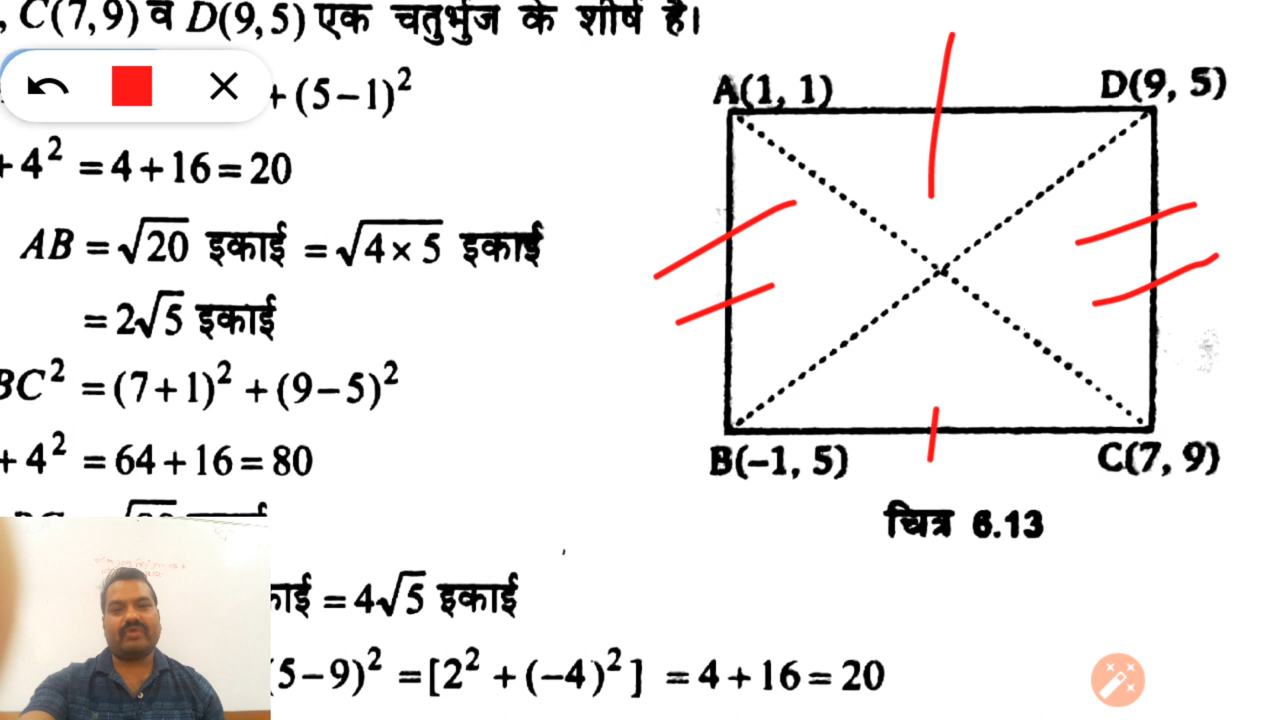 , C(7,9) व D(9,5) एक चतुर्भुज के शीर्ष है।
+(5−1)²
+4² = 4+16 = 20
AB = √20 इकाई = √4×5 इकाई
= 2√5 इकाई
BC² = (7+1)² + (9−5)²
+4² = 64+16 = 80
= 4√5 इकाई
(5−9)² = [2² + (−4)²] = 4+16 = 20
A(1, 1)
D(9, 5)
B(−1, 5)
C(7, 9)
चित्र 6.13